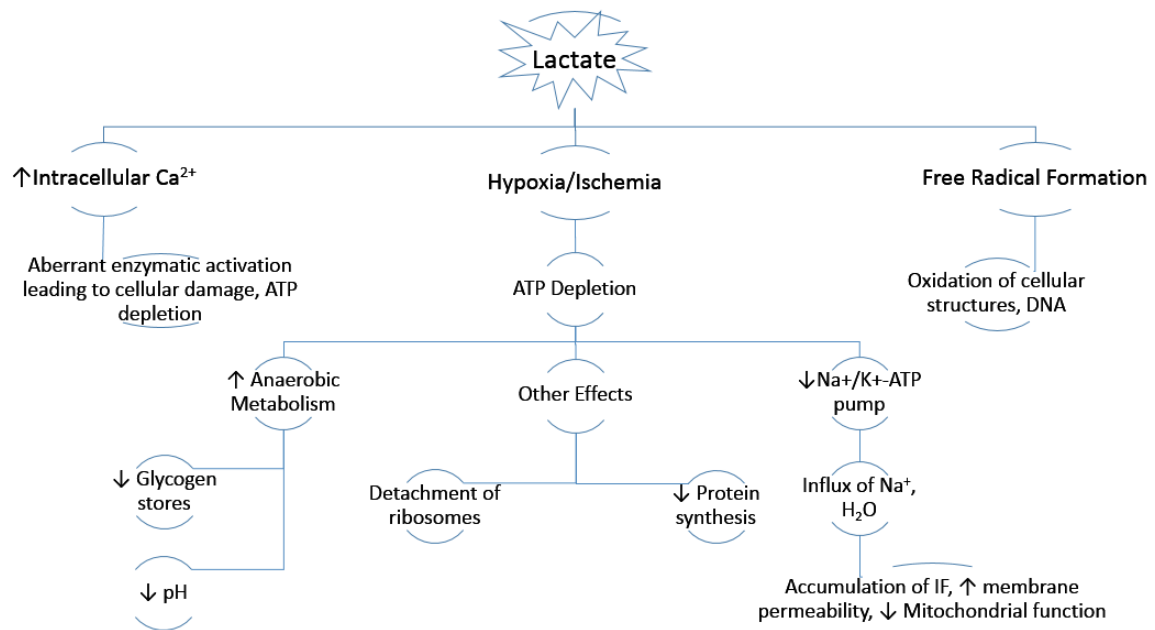 Lactate
↑Intracellular Ca²⁺
Hypoxia/Ischemia
Free Radical Formation
Aberrant enzymatic activation
leading to cellular damage, ATP
depletion
ATP Depletion
Oxidation of cellular
structures, DNA
↑ Anaerobic
Metabolism
Other Effects
↓Na+/K+-ATP
pump
↓ Glycogen
stores
Detachment of
ribosomes
↓ Protein
synthesis
Influx of Na⁺,
H₂O
↓ pH
Accumulation of IF, ↑ membrane
permeability, ↓ Mitochondrial function